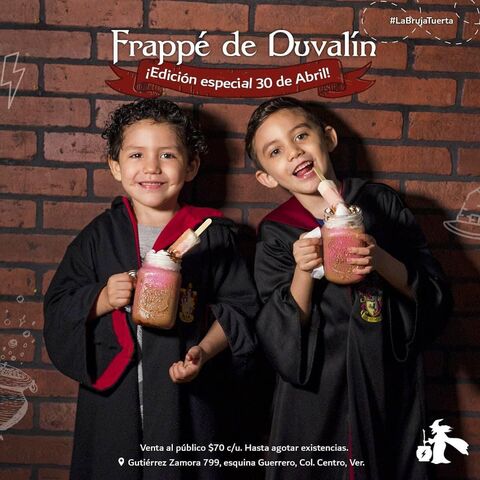 #LaBrujaTuerta
Frappé de Duvalín
¡Edición especial 30 de Abril!
Venta al público $70 c/u. Hasta agotar existencias.
Gutiérrez Zamora 799, esquina Guerrero, Col. Centro, Ver.